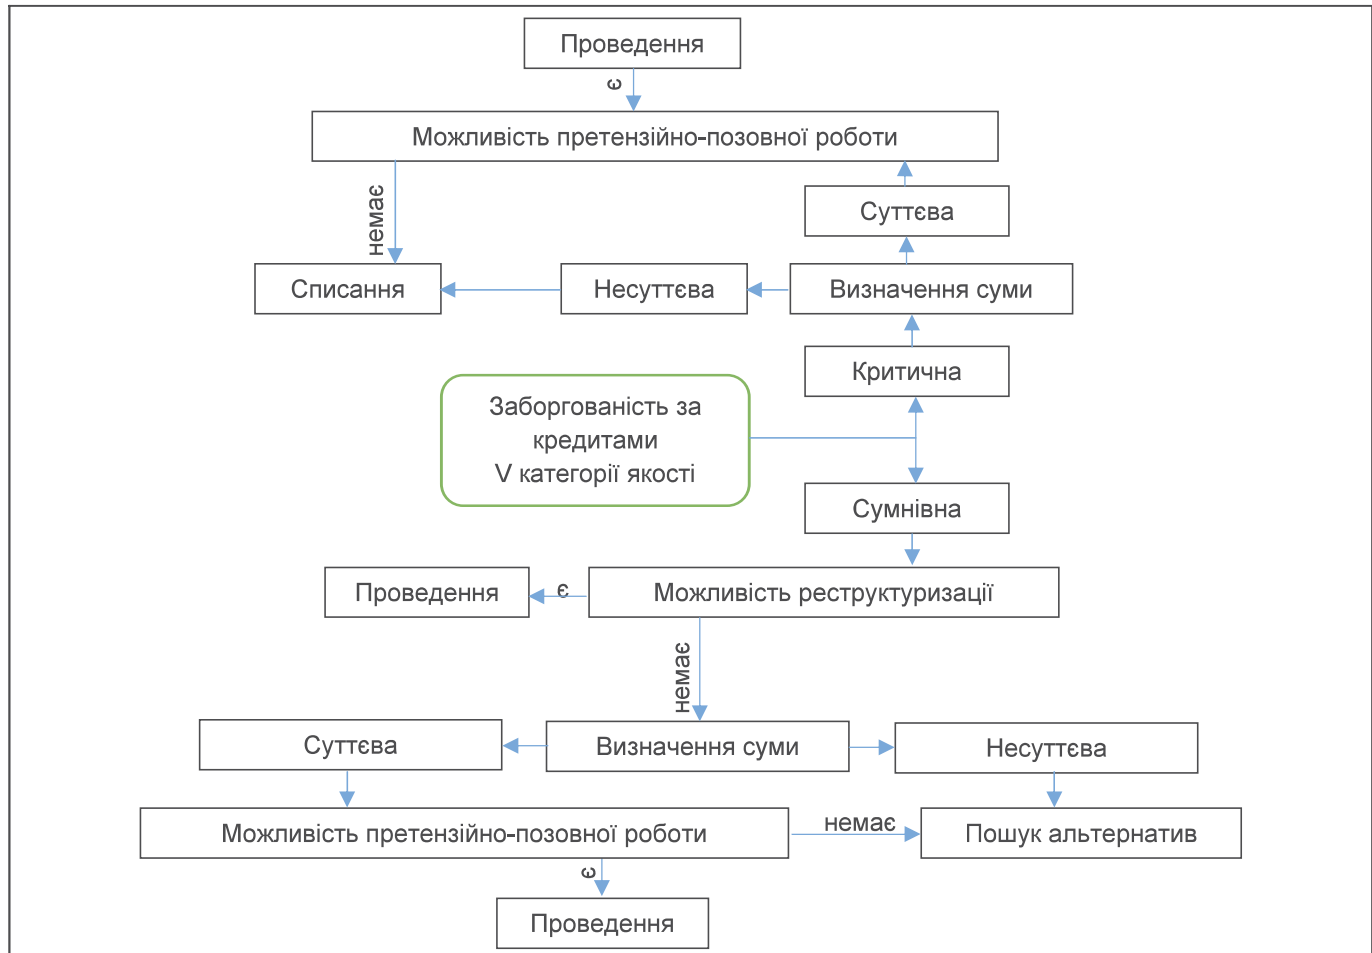 Проведення
є
Можливість претензійно-позовної роботи
немає
Суттєва
Списання
Несуттєва
Визначення суми
Критична
Заборгованість за
кредитами
V категорії якості
Сумнівна
Проведення
є
Можливість реструктуризації
немає
Суттєва
Визначення суми
Несуттєва
Можливість претензійно-позовної роботи
немає
Пошук альтернатив
є
Проведення